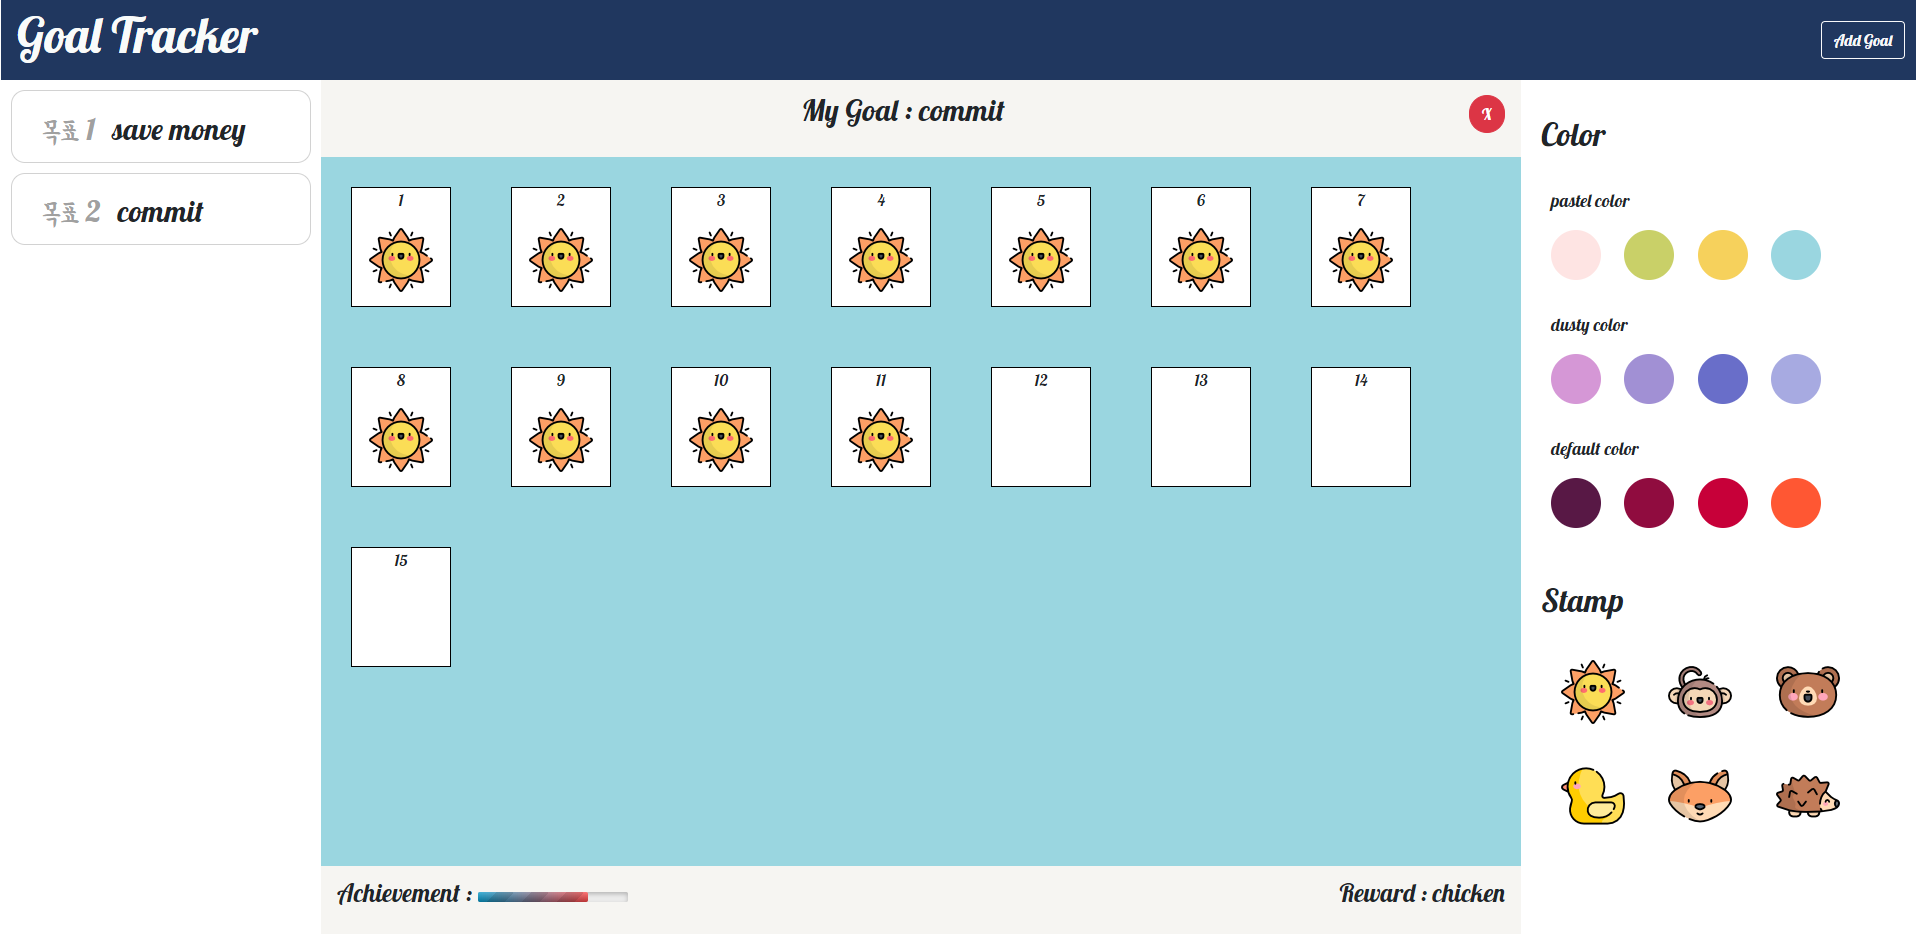 Goal Tracker
Add Goal
목표 1 save money
목표 2 commit
My Goal : commit
X
1 2 3 4 5 6 7
8 9 10 11 12 13 14
15
Achievement :
Reward : chicken
Color
pastel color
dusty color
default color
Stamp